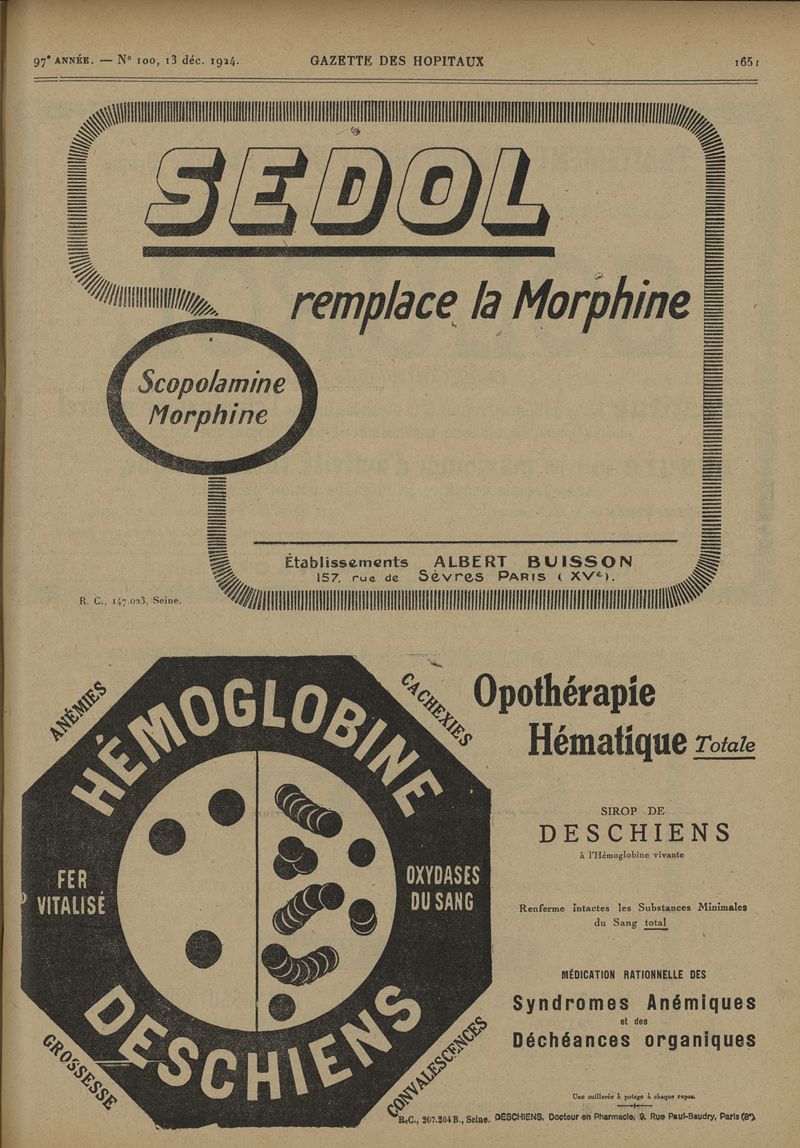 97e ANNÉE. — No 100, 13 déc. 1924. GAZETTE DES HOPITAUX 1651
SEDOL
remplace la Morphine
Scopolamine
Morphine
Établissements ALBERT BUISSON
157, rue de Sèvres PARIS (XVe).
R. C., 147.023, Seine.
ANÉMIES
CACHEXIES
HÉMOGLOBINE
FER
VITALISÉ
OXYDASES
DU SANG
DESCHIENS
GROSSESSE
CONVALESCENCES
Opothérapie
Hématique Totale
SIROP DE
DESCHIENS
à l'Hémoglobine vivante
Renferme intactes les Substances Minimales
du Sang total
MÉDICATION RATIONNELLE DES
Syndromes Anémiques
et des
Déchéances organiques
Une cuillerée à potage à chaque repas.
R.C., 207.204 B., Seine. DESCHIENS, Docteur en Pharmacie, 9, Rue Paul-Baudry, Paris (8e).